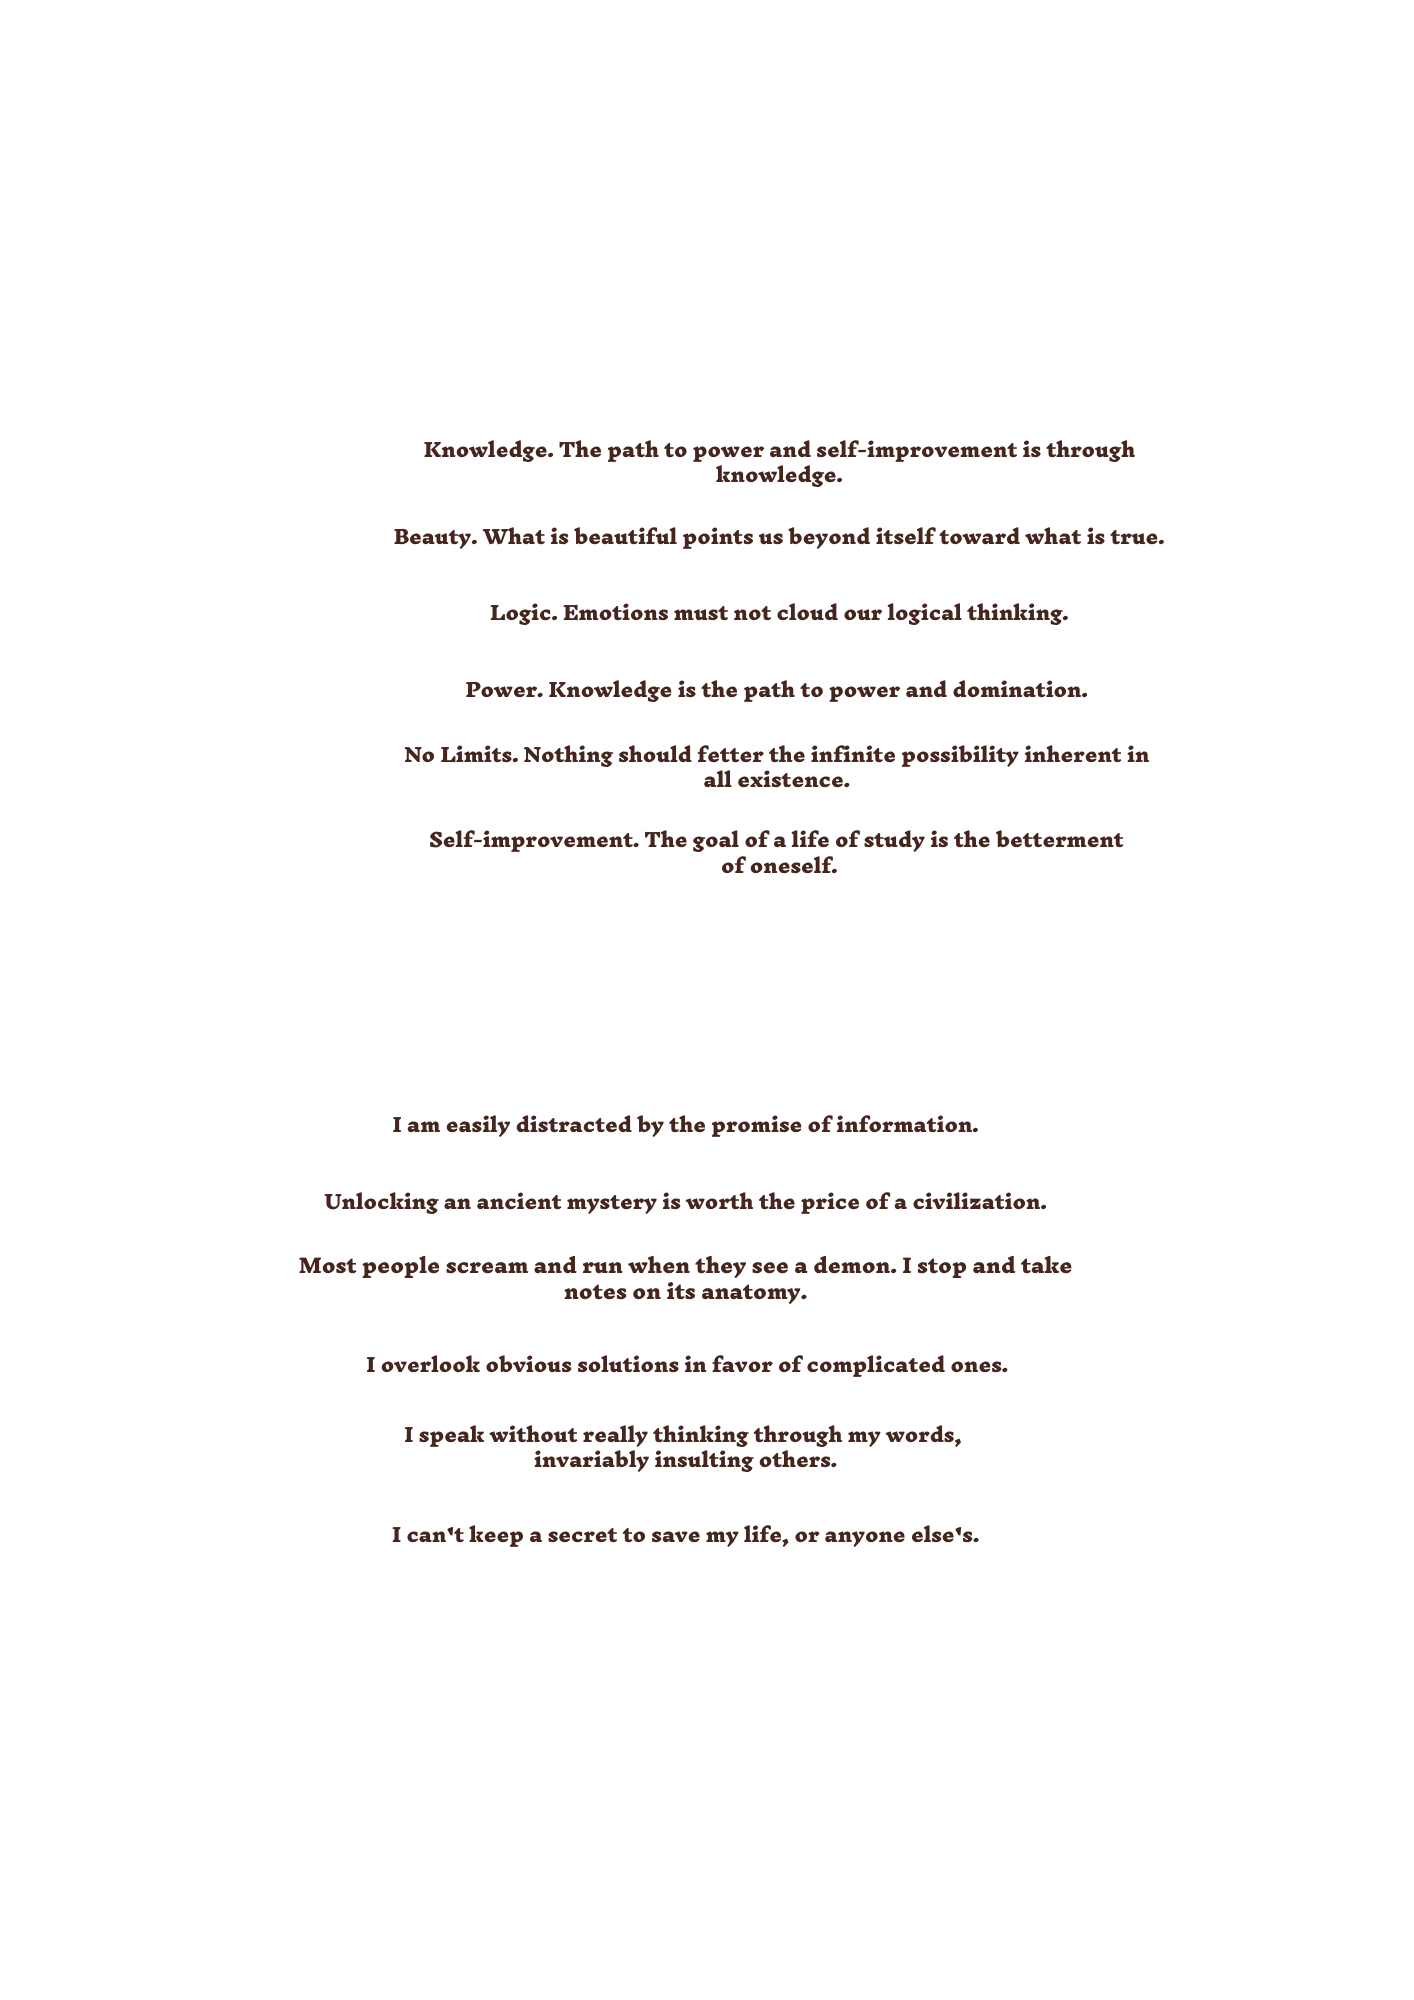 Knowledge. The path to power and self-improvement is through
knowledge.
Beauty. What is beautiful points us beyond itself toward what is true.
Logic. Emotions must not cloud our logical thinking.
Power. Knowledge is the path to power and domination.
No Limits. Nothing should fetter the infinite possibility inherent in
all existence.
Self-improvement. The goal of a life of study is the betterment
of oneself.
I am easily distracted by the promise of information.
Unlocking an ancient mystery is worth the price of a civilization.
Most people scream and run when they see a demon. I stop and take
notes on its anatomy.
I overlook obvious solutions in favor of complicated ones.
I speak without really thinking through my words,
invariably insulting others.
I can't keep a secret to save my life, or anyone else's.